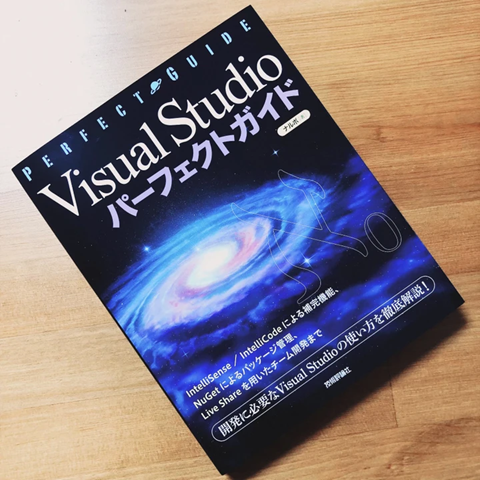 PERFECT GUIDE
Visual Studio
パーフェクトガイド
ナルボ 著
No
IntelliSense / IntelliCodeによる補完機能、
NuGetによるパッケージ管理、
Live Shareを用いたチーム開発まで
開発に必要なVisual Studioの使い方を徹底解説!
技術評論社